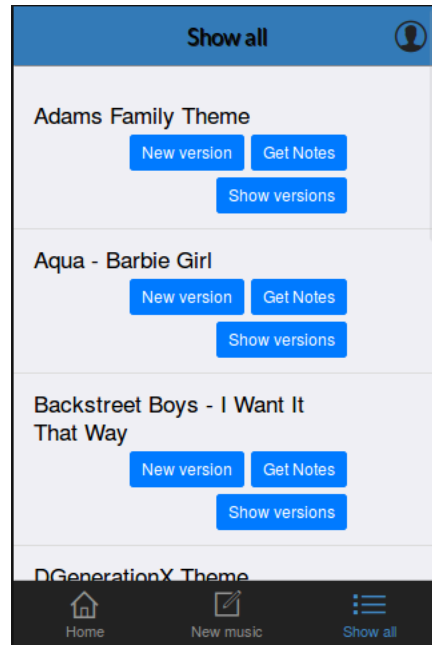 Show all
Adams Family Theme
New version Get Notes
Show versions
Aqua - Barbie Girl
New version Get Notes
Show versions
Backstreet Boys - I Want It
That Way
New version Get Notes
Show versions
DGenerationX Theme
Home New music Show all